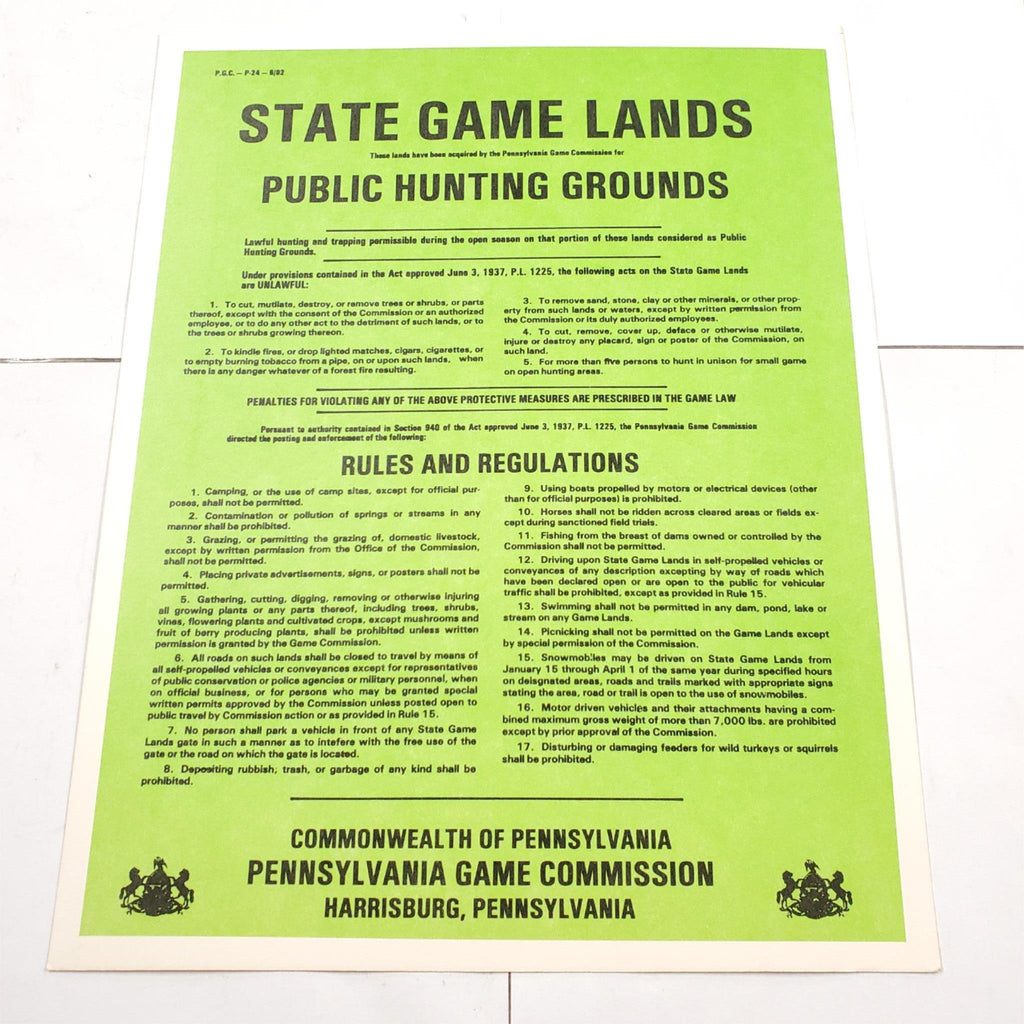 P.G.C. — P-24 — 6/82
STATE GAME LANDS
These lands have been acquired by the Pennsylvania Game Commission for
PUBLIC HUNTING GROUNDS
Lawful hunting and trapping permissible during the open season on that portion of these lands considered as Public
Hunting Grounds.
Under provisions contained in the Act approved June 3, 1937, P.L. 1225, the following acts on the State Game Lands
are UNLAWFUL:
1. To cut, mutilate, destroy, or remove trees or shrubs, or parts
thereof, except with the consent of the Commission or an authorized
employee, or to do any other act to the detriment of such lands, or to
the trees or shrubs growing thereon.
2. To kindle fires, or drop lighted matches, cigars, cigarettes, or
to empty burning tobacco from a pipe, on or upon such lands, when
there is any danger whatever of a forest fire resulting.
3. To remove sand, stone, clay or other minerals, or other prop-
erty from such lands or waters, except by written permission from
the Commission or its duly authorized employees.
4. To cut, remove, cover up, deface or otherwise mutilate,
injure or destroy any placard, sign or poster of the Commission, on
such land.
5. For more than five persons to hunt in unison for small game
on open hunting areas.
PENALTIES FOR VIOLATING ANY OF THE ABOVE PROTECTIVE MEASURES ARE PRESCRIBED IN THE GAME LAW
Pursuant to authority contained in Section 940 of the Act approved June 3, 1937, P.L. 1225, the Pennsylvania Game Commission
directed the posting and enforcement of the following:
RULES AND REGULATIONS
1. Camping, or the use of camp sites, except for official pur-
poses, shall not be permitted.
2. Contamination or pollution of springs or streams in any
manner shall be prohibited.
3. Grazing, or permitting the grazing of, domestic livestock,
except by written permission from the Office of the Commission,
shall not be permitted.
4. Placing private advertisements, signs, or posters shall not be
permitted.
5. Gathering, cutting, digging, removing or otherwise injuring
all growing plants or any parts thereof, including trees, shrubs,
vines, flowering plants and cultivated crops, except mushrooms and
fruit of berry producing plants, shall be prohibited unless written
permission is granted by the Game Commission.
6. All roads on such lands shall be closed to travel by means of
all self-propelled vehicles or conveyances except for representatives
of public conservation or police agencies or military personnel, when
on official business, or for persons who may be granted special
written permits approved by the Commission unless posted open to
public travel by Commission action or as provided in Rule 15.
7. No person shall park a vehicle in front of any State Game
Lands gate in such a manner as to intefere with the free use of the
gate or the road on which the gate is located.
8. Depositing rubbish, trash, or garbage of any kind shall be
prohibited.
9. Using boats propelled by motors or electrical devices (other
than for official purposes) is prohibited.
10. Horses shall not be ridden across cleared areas or fields ex-
cept during sanctioned field trials.
11. Fishing from the breast of dams owned or controlled by the
Commission shall not be permitted.
12. Driving upon State Game Lands in self-propelled vehicles or
conveyances of any description excepting by way of roads which
have been declared open or are open to the public for vehicular
traffic shall be prohibited, except as provided in Rule 15.
13. Swimming shall not be permitted in any dam, pond, lake or
stream on any Game Lands.
14. Picnicking shall not be permitted on the Game Lands except
by special permission of the Commission.
15. Snowmobiles may be driven on State Game Lands from
January 15 through April 1 of the same year during specified hours
on deisgnated areas, roads and trails marked with appropriate signs
stating the area, road or trail is open to the use of snowmobiles.
16. Motor driven vehicles and their attachments having a com-
bined maximum gross weight of more than 7,000 lbs. are prohibited
except by prior approval of the Commission.
17. Disturbing or damaging feeders for wild turkeys or squirrels
shall be prohibited.
COMMONWEALTH OF PENNSYLVANIA
PENNSYLVANIA GAME COMMISSION
HARRISBURG, PENNSYLVANIA